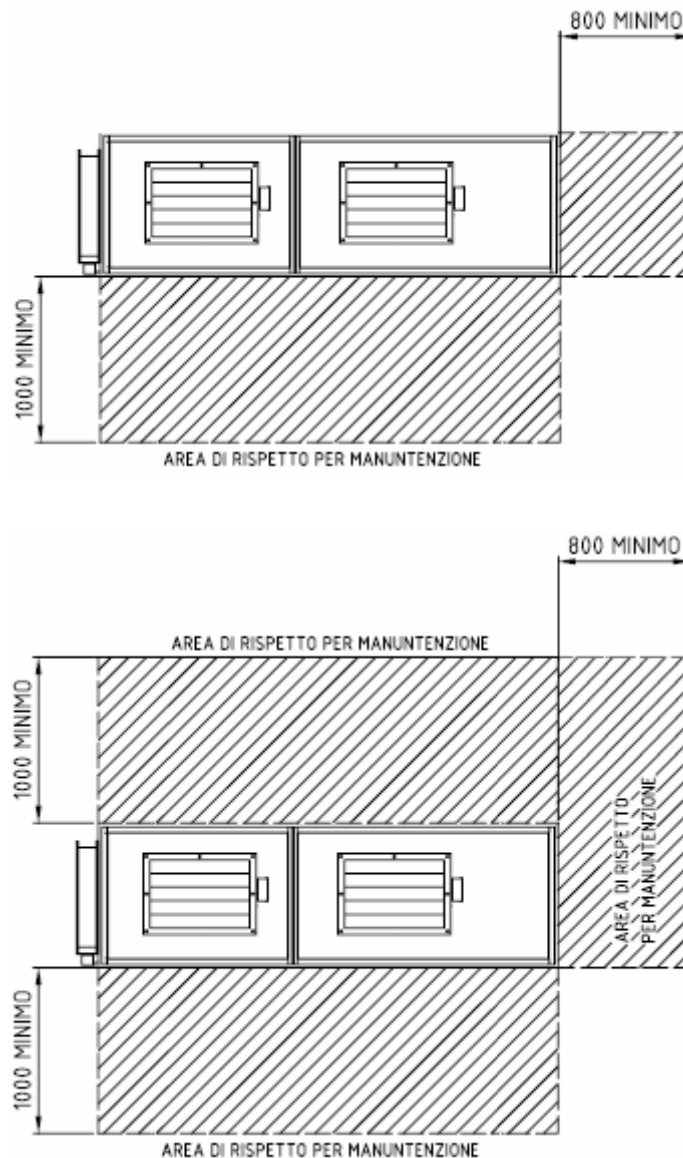 800 MINIMO
1000 MINIMO
AREA DI RISPETTO PER MANUNTENZIONE
800 MINIMO
AREA DI RISPETTO PER MANUNTENZIONE
1000 MINIMO
AREA DI RISPETTO
PER MANUNTENZIONE
1000 MINIMO
AREA DI RISPETTO PER MANUNTENZIONE